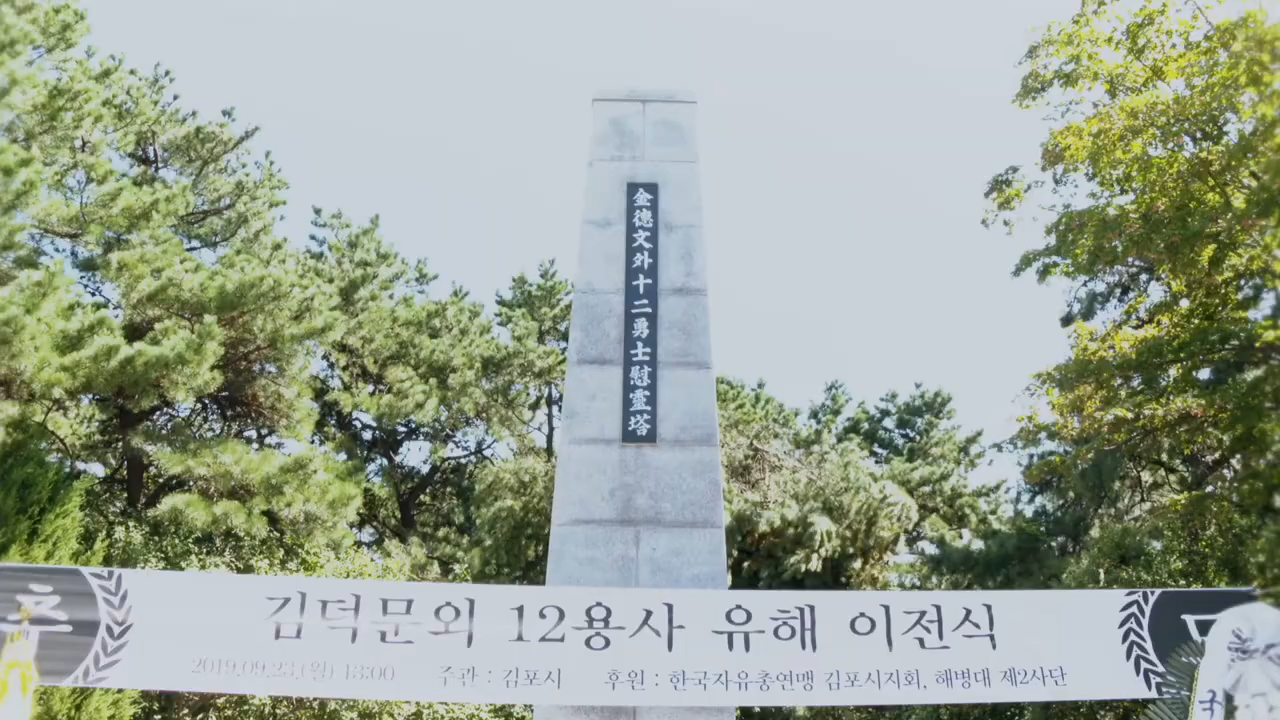 金德文外十二勇士慰靈塔
추
김덕문외 12용사 유해 이전식
2019.09.23.(월) 13:00 주관 : 김포시 후원 : 한국자유총연맹 김포시지회, 해병대 제2사단